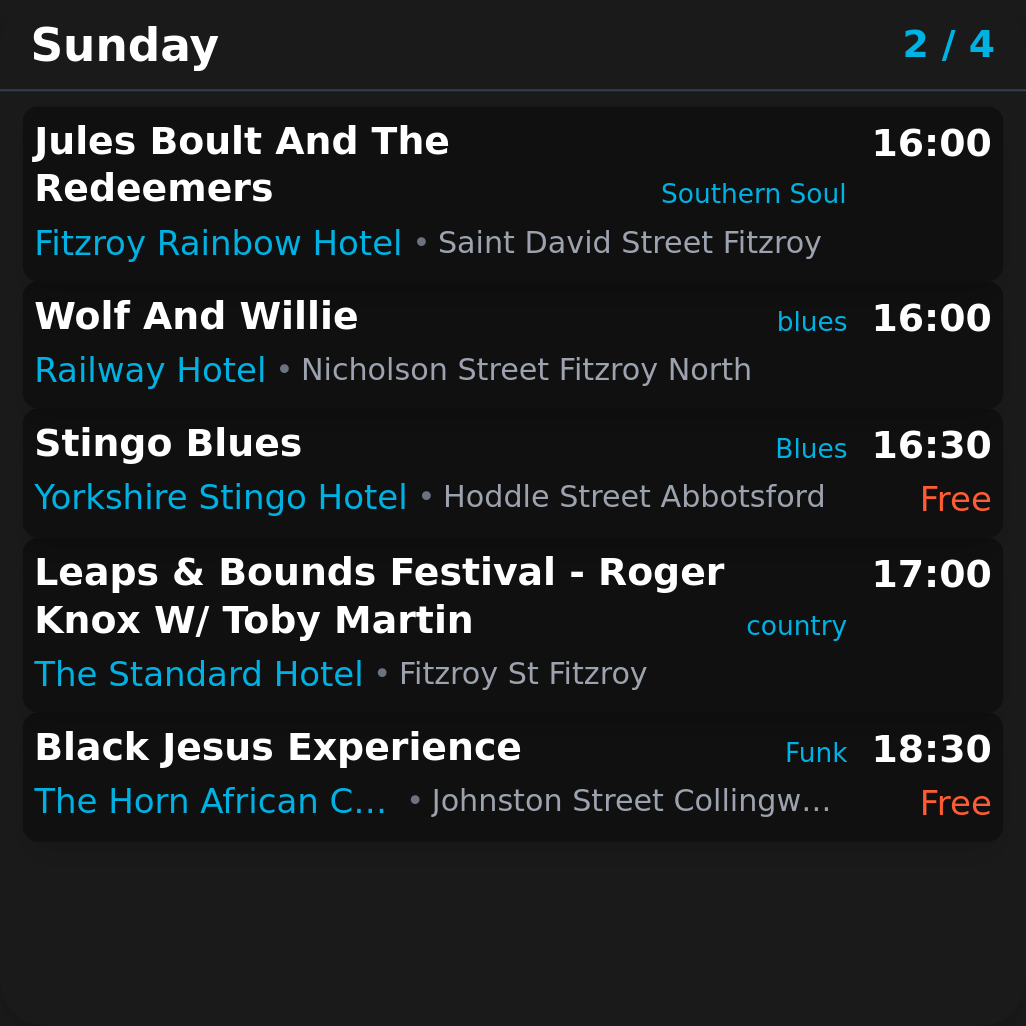 Sunday 2 / 4
Jules Boult And The 16:00
Redeemers Southern Soul
Fitzroy Rainbow Hotel • Saint David Street Fitzroy
Wolf And Willie blues 16:00
Railway Hotel • Nicholson Street Fitzroy North
Stingo Blues Blues 16:30
Yorkshire Stingo Hotel • Hoddle Street Abbotsford Free
Leaps & Bounds Festival - Roger 17:00
Knox W/ Toby Martin country
The Standard Hotel • Fitzroy St Fitzroy
Black Jesus Experience Funk 18:30
The Horn African C... • Johnston Street Collingw... Free